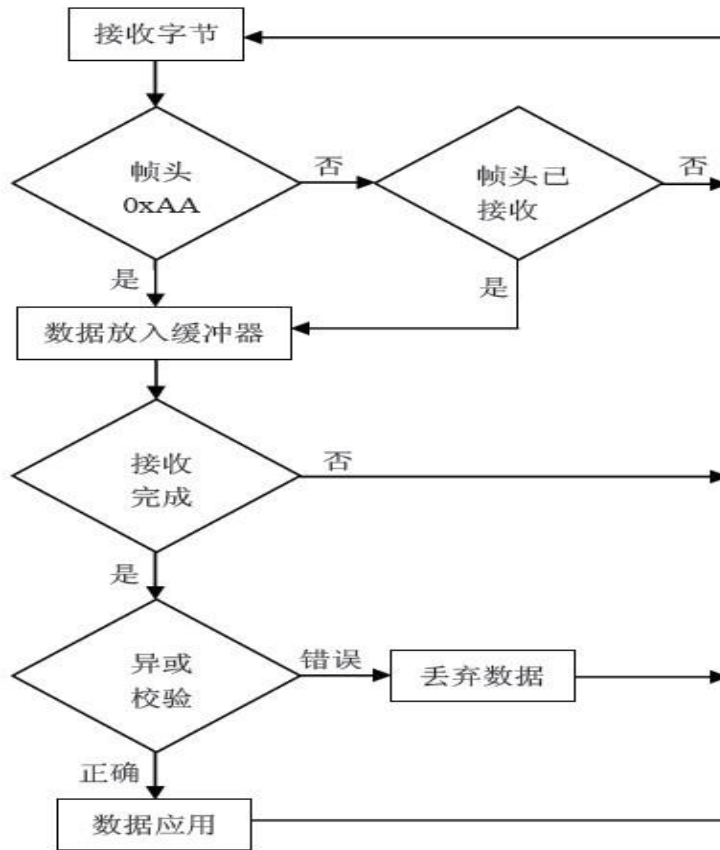 接收字节
帧头
0xAA
否
帧头已
接收
否
是
是
数据放入缓冲器
接收
完成
否
是
异或
校验
错误
丢弃数据
正确
数据应用